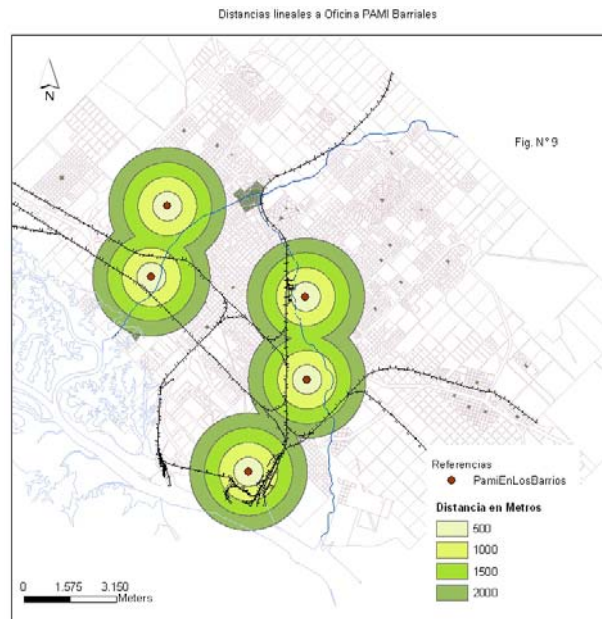 Distancias lineales a Oficina PAMI Barriales
N
Fig. N° 9
Referencias
PamiEnLosBarrios
Distancia en Metros
500
1000
1500
2000
0 1.575 3.150
Meters